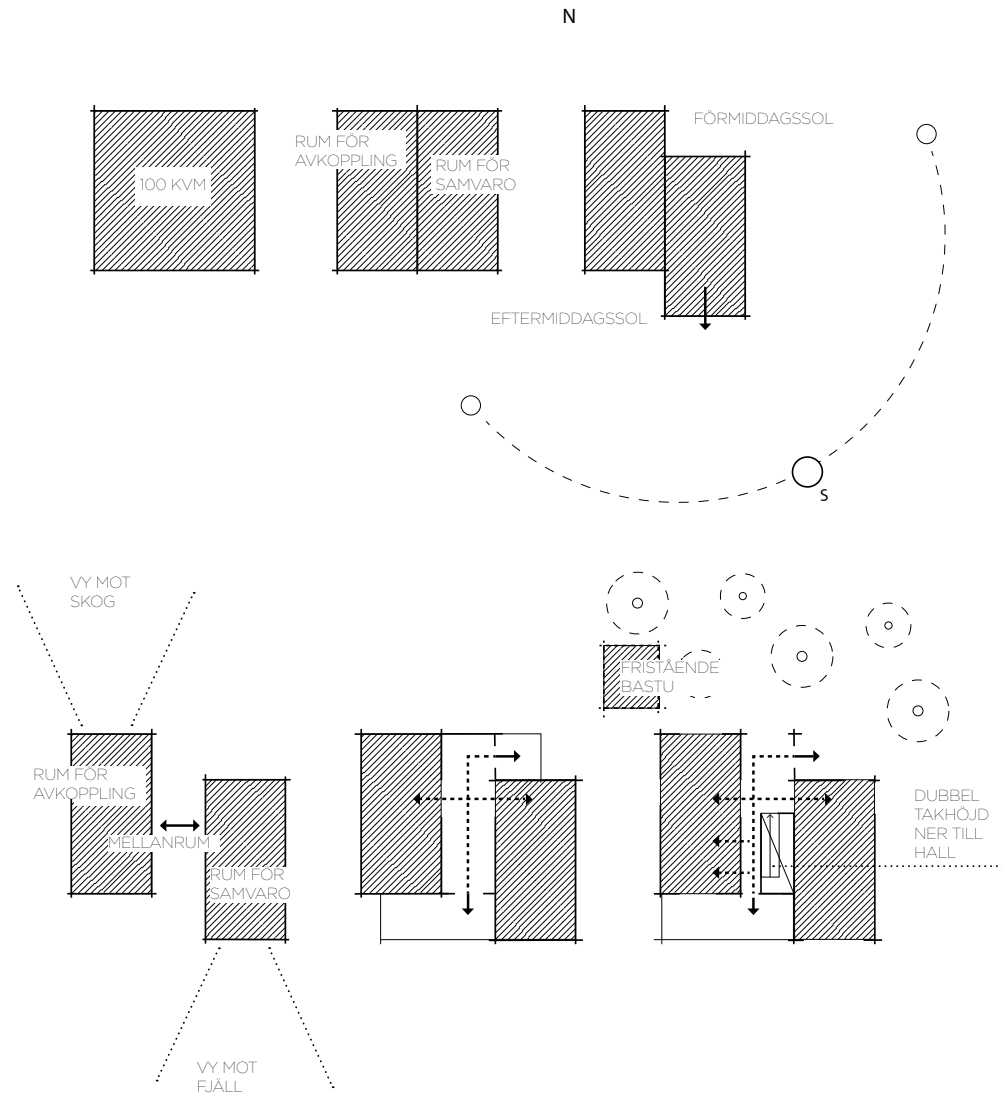 N
FÖRMIDDAGSSOL
RUM FÖR
AVKOPPLING
RUM FÖR
SAMVARO
100 KVM
EFTERMIDDAGSSOL
S
VY MOT
SKOG
FRISTÅENDE
BASTU
RUM FÖR
AVKOPPLING
MELLANRUM
RUM FÖR
SAMVARO
DUBBEL
TAKHÖJD
NER TILL
HALL
VY MOT
FJÄLL